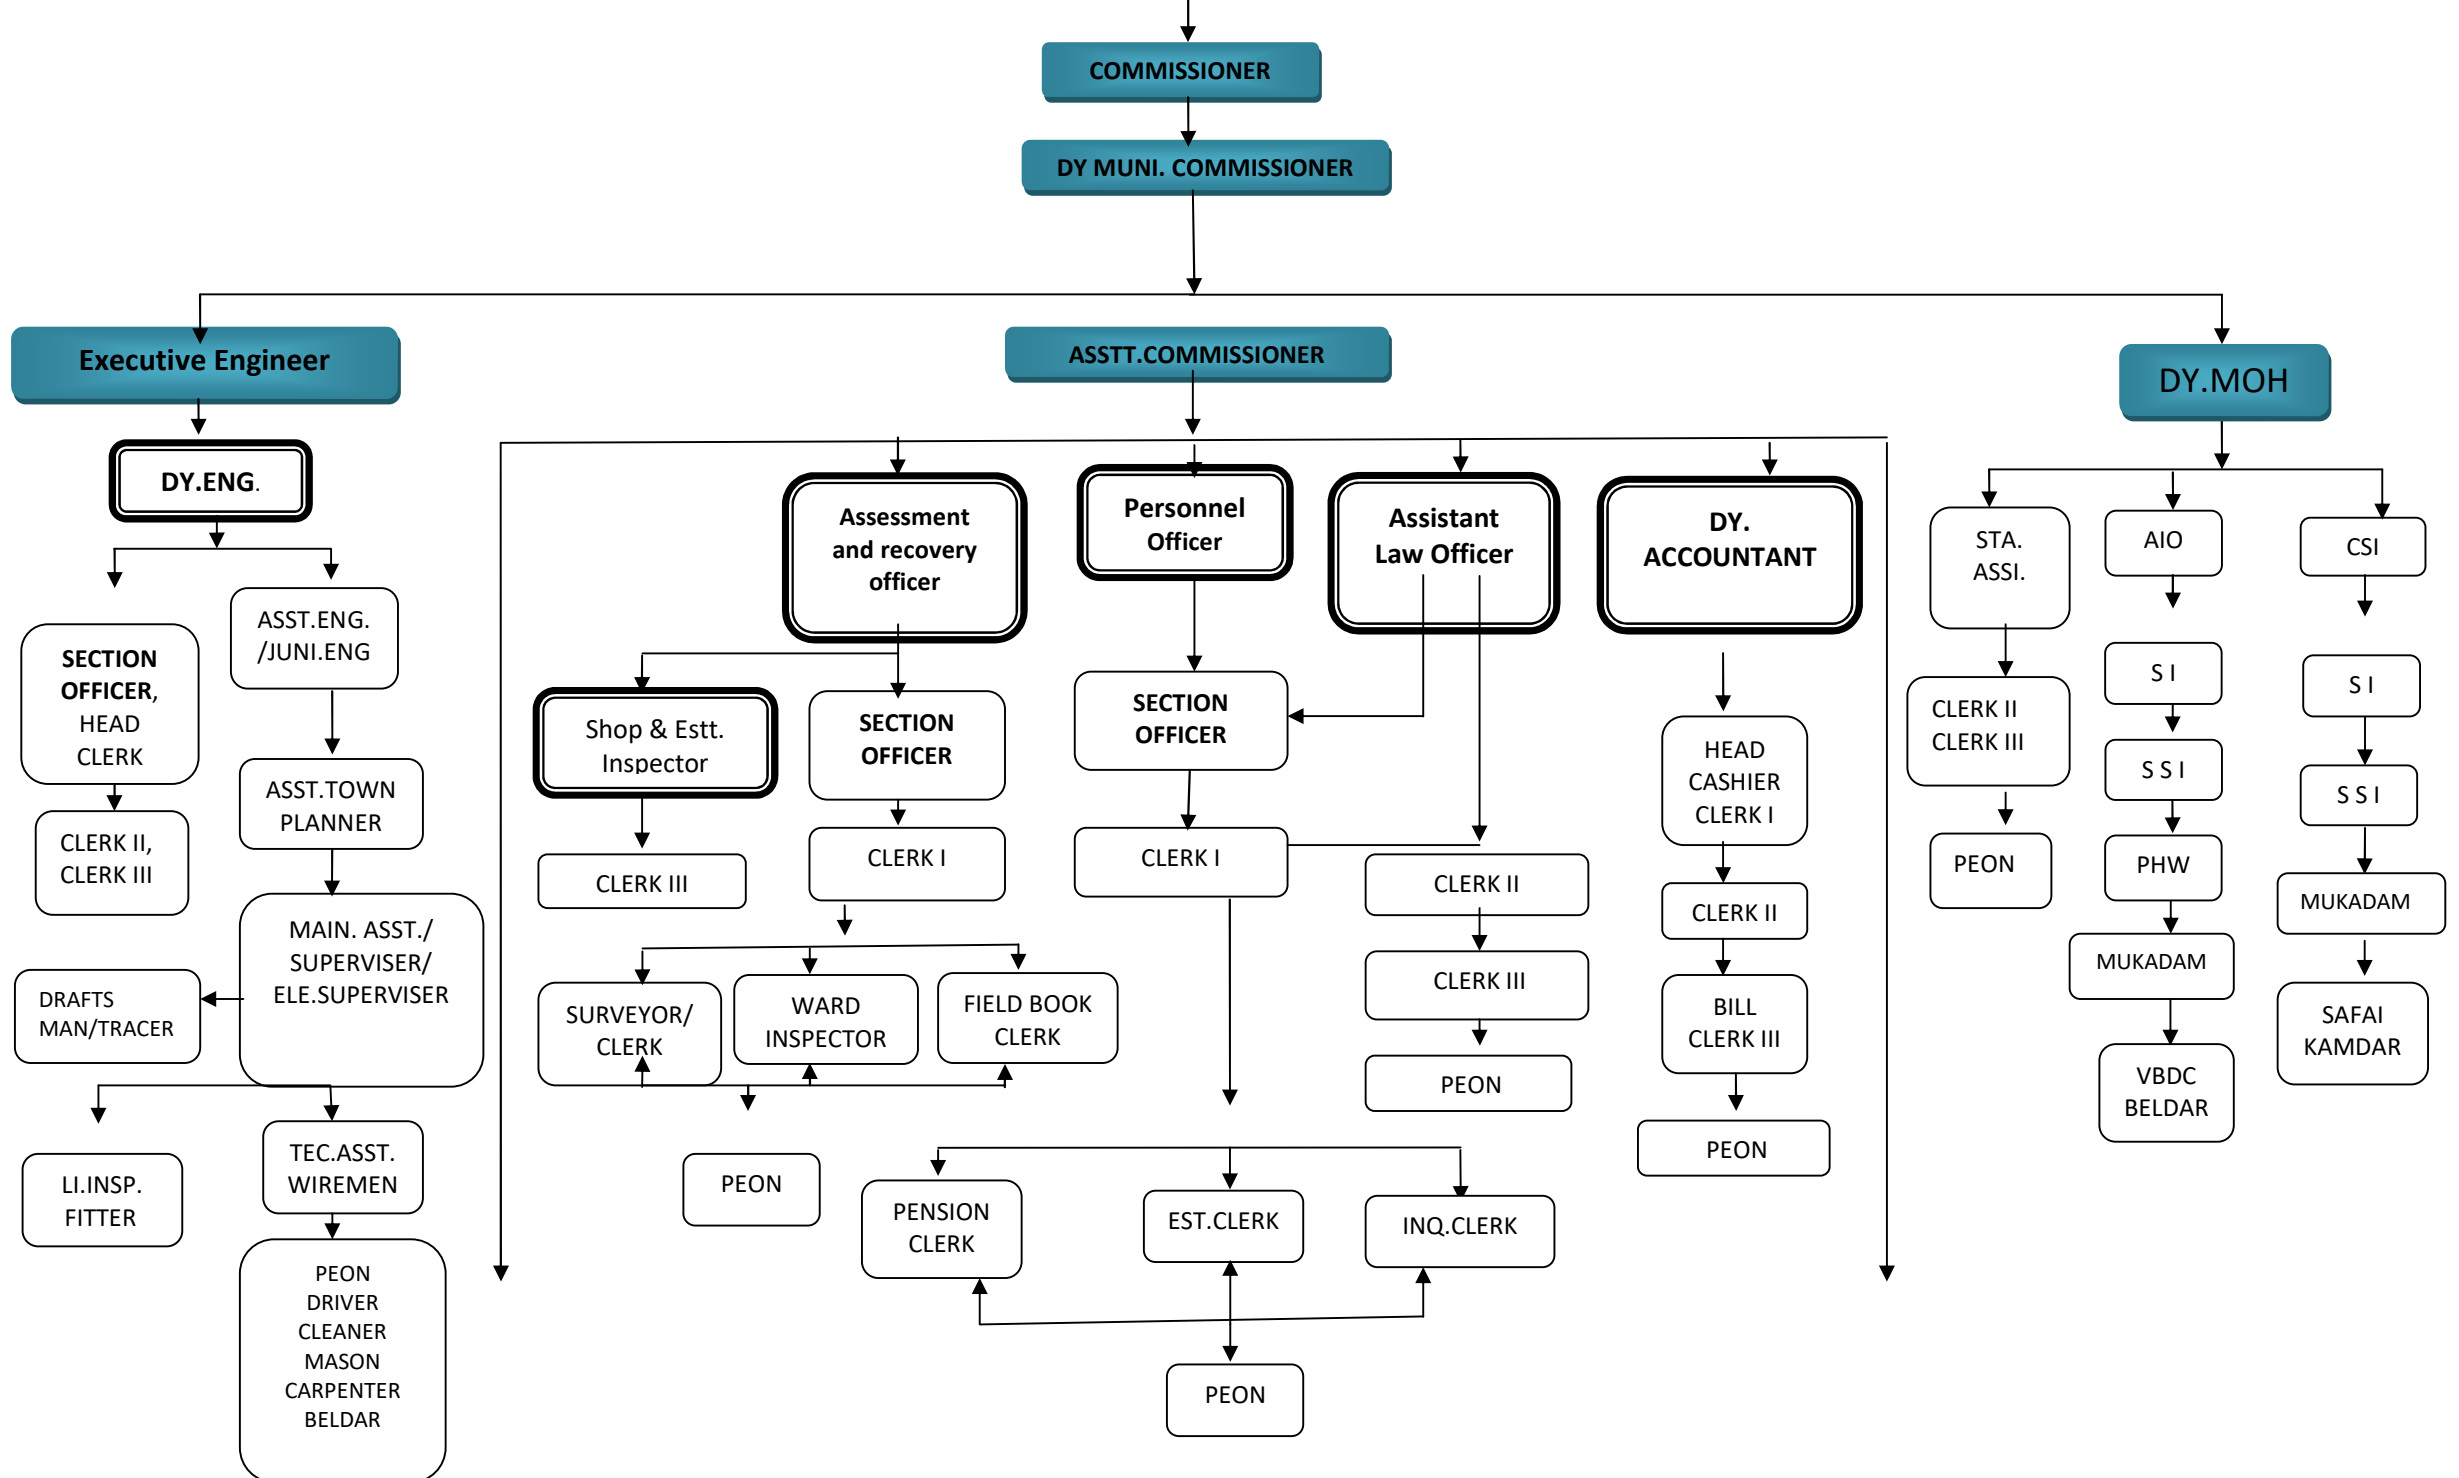 COMMISSIONER
DY MUNI. COMMISSIONER
Executive Engineer
ASSTT.COMMISSIONER
DY.MOH
DY.ENG.
Assessment
and recovery
officer
Personnel
Officer
Assistant
Law Officer
DY.
ACCOUNTANT
STA.
ASSI.
AIO
CSI
SECTION
OFFICER,
HEAD
CLERK
ASST.ENG.
/JUNI.ENG
Shop & Estt.
Inspector
SECTION
OFFICER
SECTION
OFFICER
HEAD
CASHIER
CLERK I
CLERK II
CLERK III
S I
S I
CLERK II,
CLERK III
ASST.TOWN
PLANNER
S S I
S S I
CLERK III
CLERK I
CLERK I
CLERK II
CLERK II
PEON
PHW
MUKADAM
MAIN. ASST./
SUPERVISER/
ELE.SUPERVISER
DRAFTS
MAN/TRACER
SURVEYOR/
CLERK
WARD
INSPECTOR
FIELD BOOK
CLERK
CLERK III
BILL
CLERK III
MUKADAM
SAFAI
KAMDAR
PEON
VBDC
BELDAR
LI.INSP.
FITTER
TEC.ASST.
WIREMEN
PEON
PEON
PENSION
CLERK
EST.CLERK
INQ.CLERK
PEON
DRIVER
CLEANER
MASON
CARPENTER
BELDAR
PEON